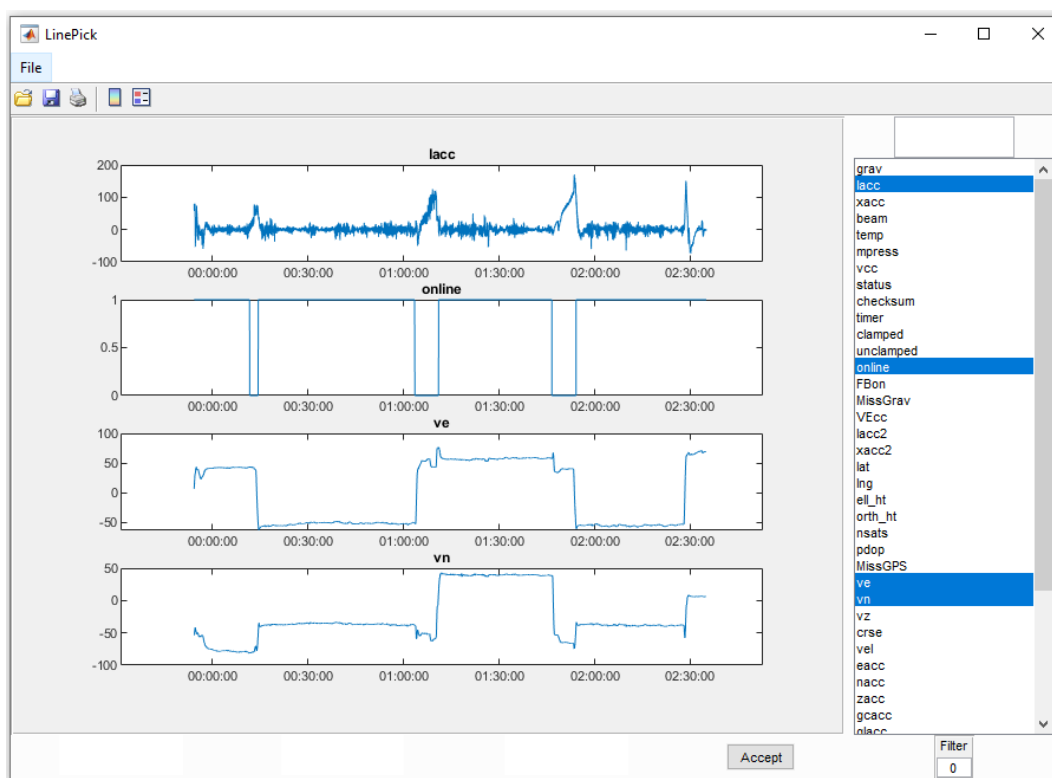 LinePick
File
lacc
200
100
0
-100
00:00:00 00:30:00 01:00:00 01:30:00 02:00:00 02:30:00
online
1
0.5
0
00:00:00 00:30:00 01:00:00 01:30:00 02:00:00 02:30:00
ve
100
50
0
-50
00:00:00 00:30:00 01:00:00 01:30:00 02:00:00 02:30:00
vn
50
0
-50
-100
00:00:00 00:30:00 01:00:00 01:30:00 02:00:00 02:30:00
grav
lacc
xacc
beam
temp
mpress
vcc
status
checksum
timer
clamped
unclamped
online
FBon
MissGrav
VEcc
lacc2
xacc2
lat
lng
ell_ht
orth_ht
nsats
pdop
MissGPS
ve
vn
vz
crse
vel
eacc
nacc
zacc
gcacc
glacc
Accept
Filter
0